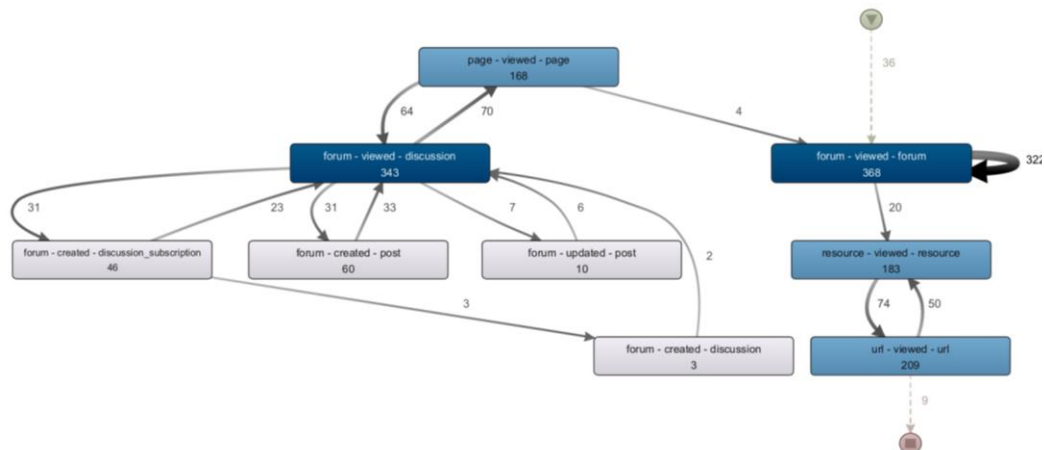 page - viewed - page
168
36
64
70
4
forum - viewed - discussion
343
forum - viewed - forum
368
322
31
23
31
33
7
6
20
forum - created - discussion_subscription
46
forum - created - post
60
forum - updated - post
10
2
resource - viewed - resource
183
3
74
50
forum - created - discussion
3
url - viewed - url
209
9